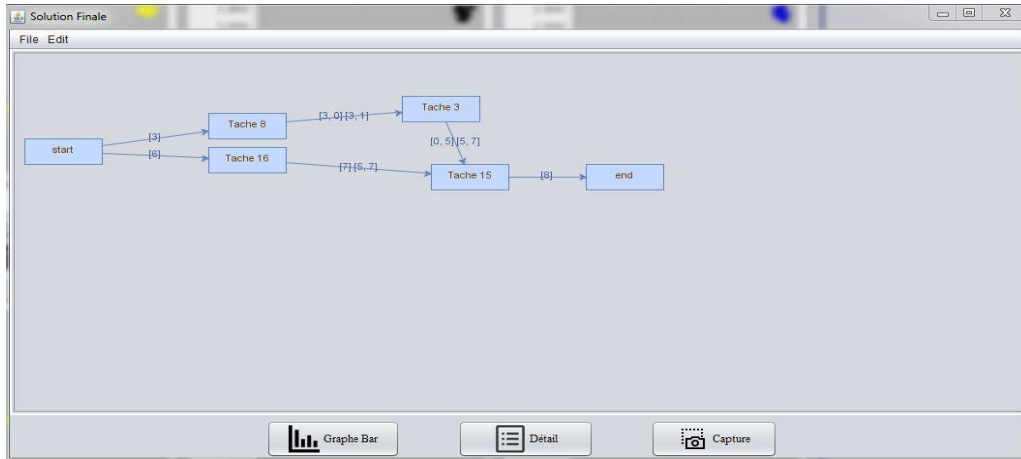 Solution Finale
File Edit
start
[3]
[6]
Tache 8
Tache 16
[3, 0] [3, 1]
[7] [5, 7]
Tache 3
[0, 5] [5, 7]
Tache 15
[8]
end
Graphe Bar
Détail
Capture